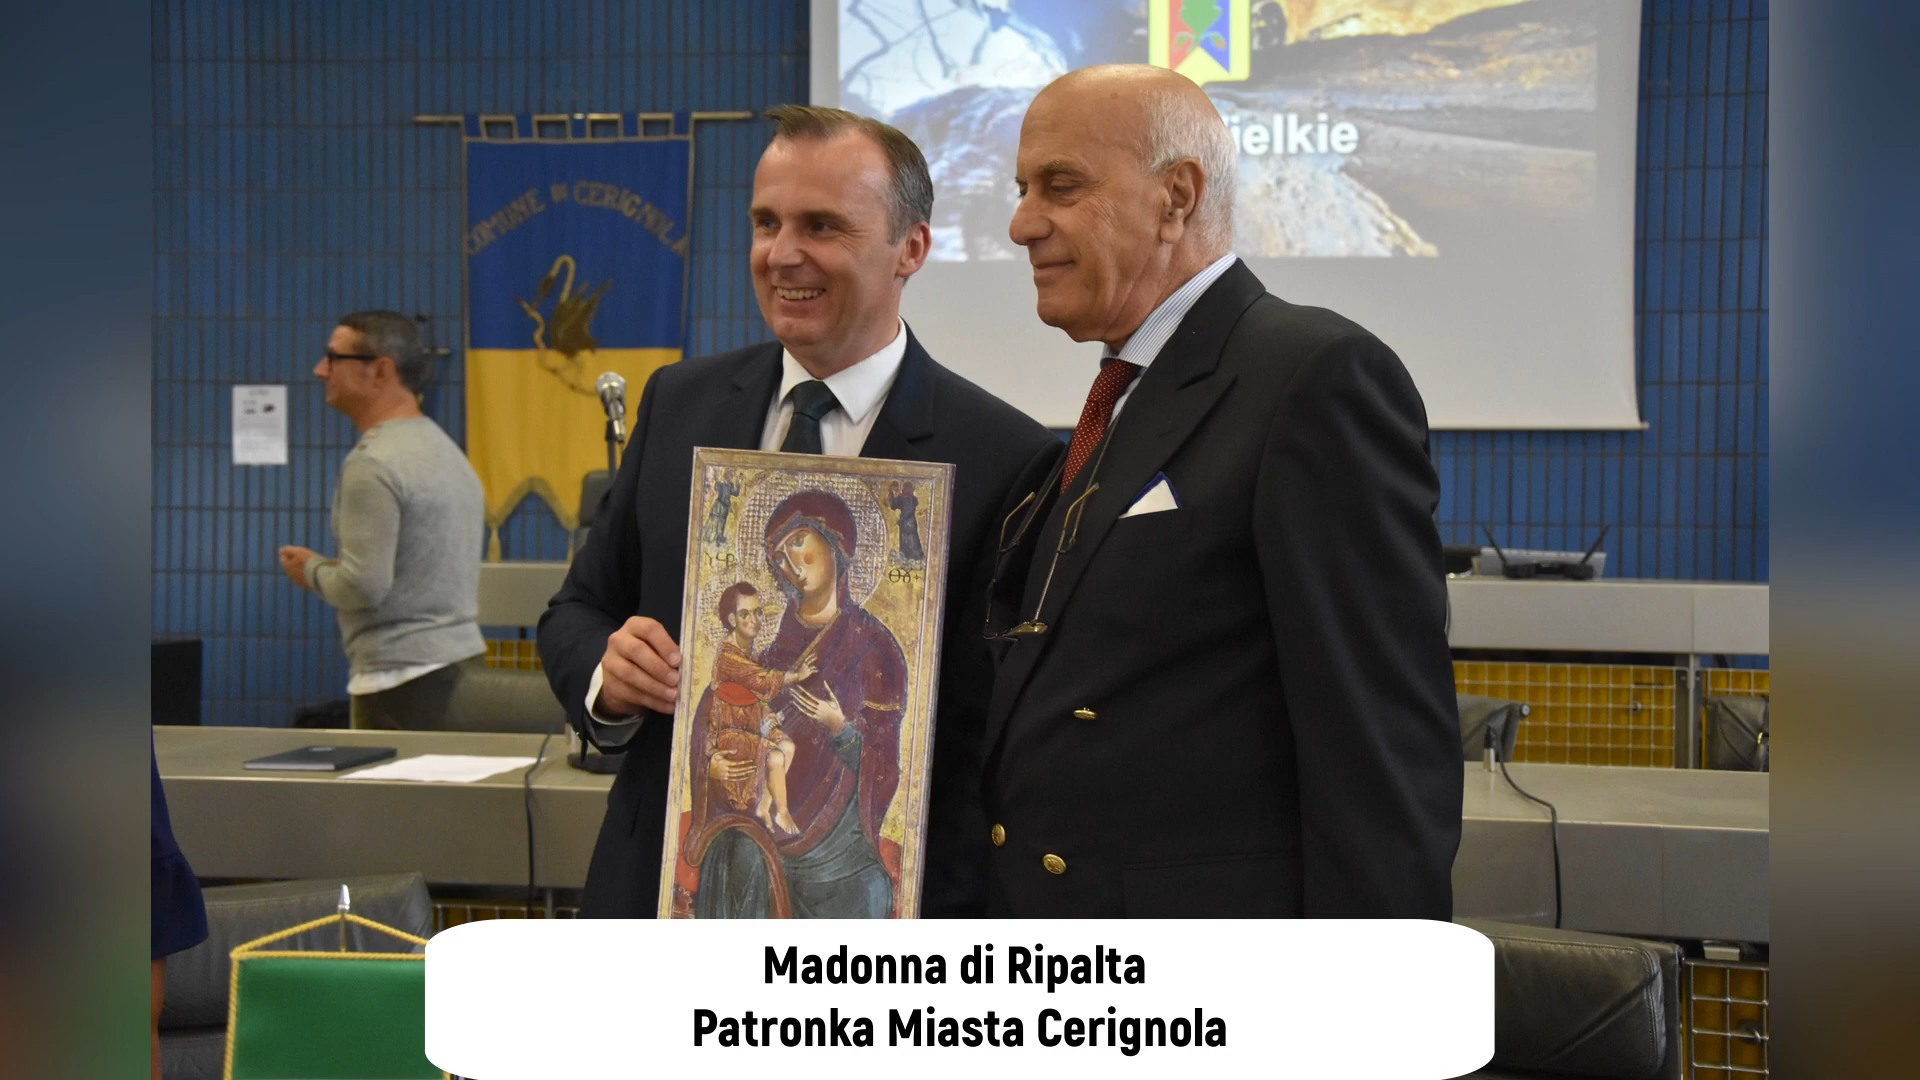 COMUNE DI CERIGNOLA
ielkie
Madonna di Ripalta
Patronka Miasta Cerignola